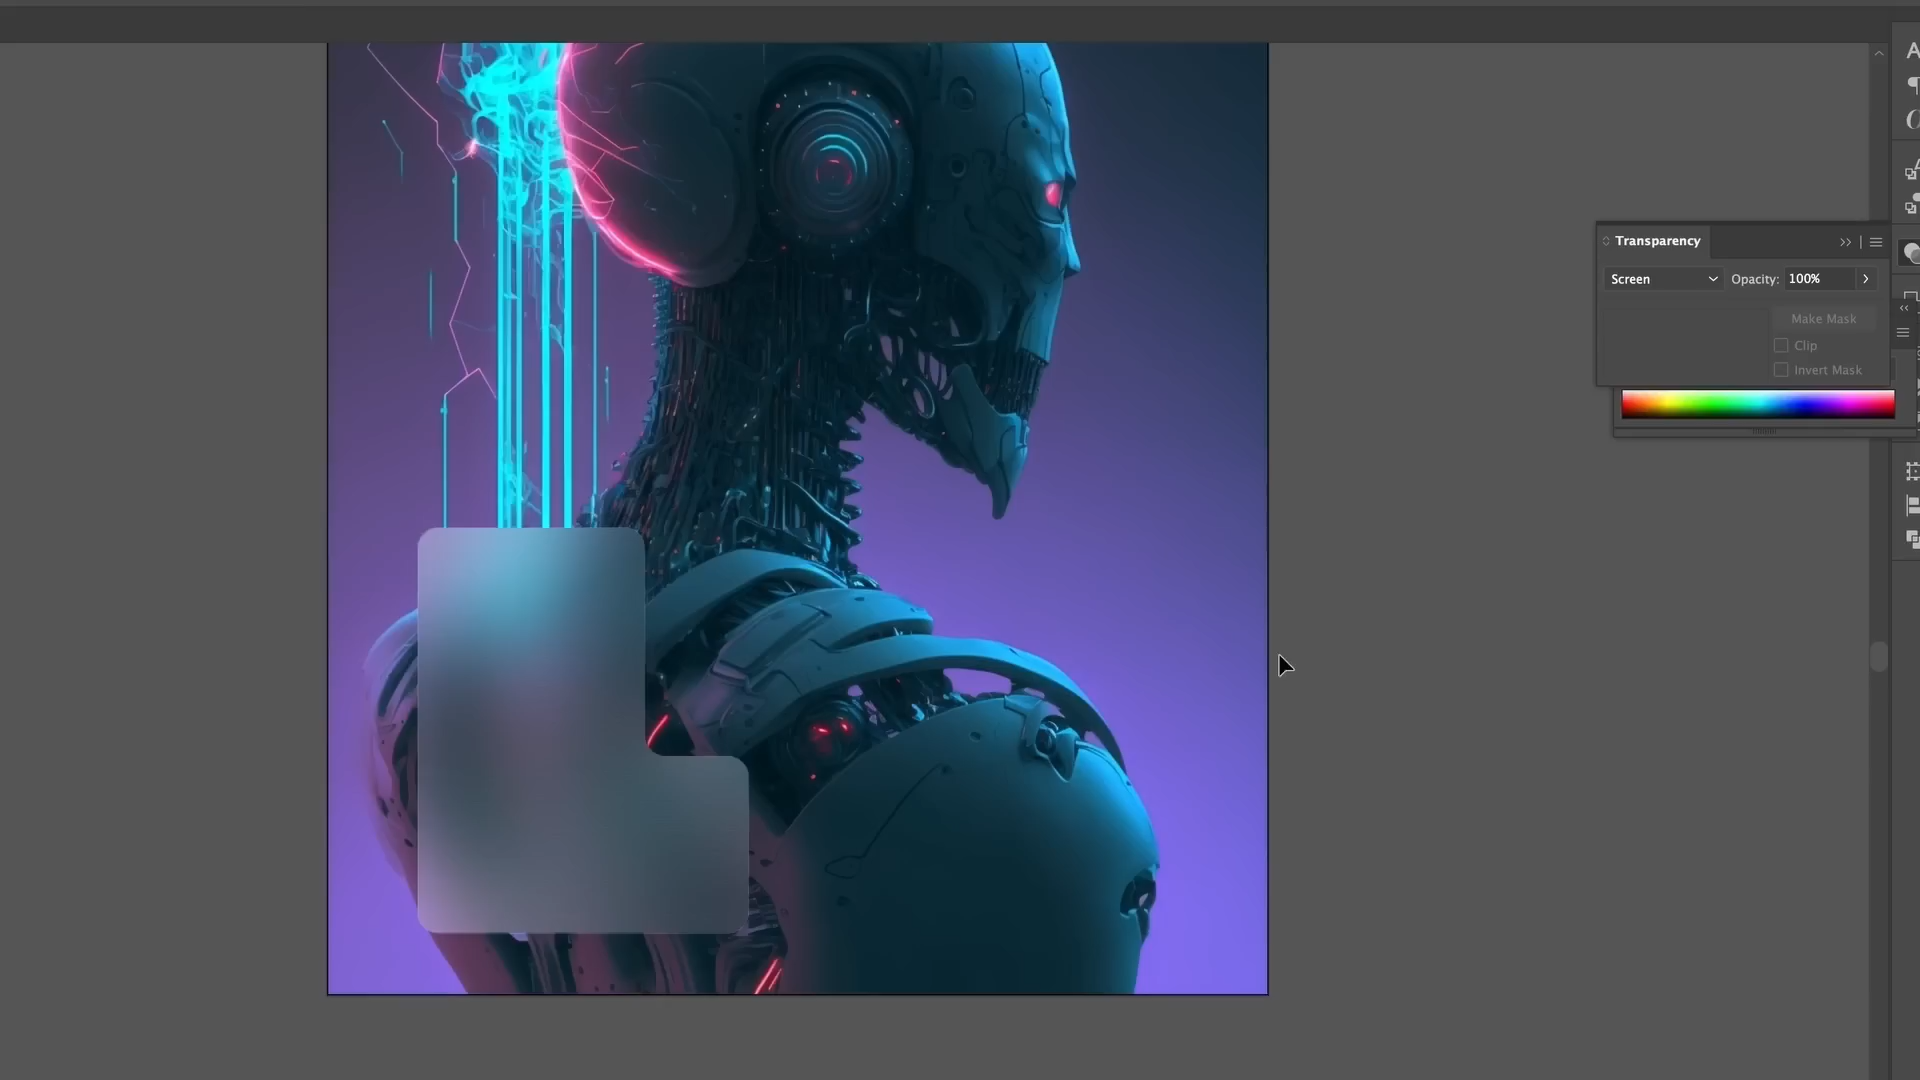 Transparency
Screen
Opacity: 100%
Make Mask
Clip
Invert Mask